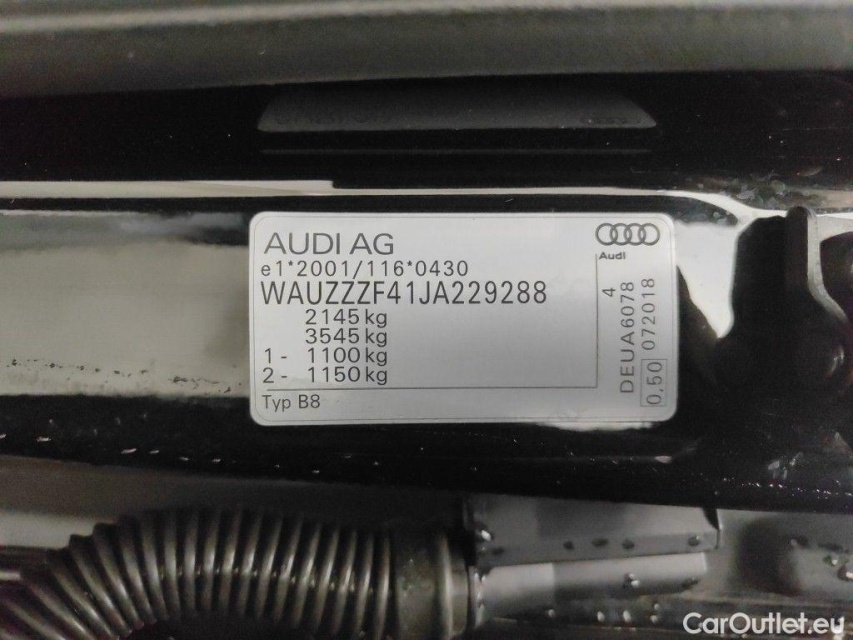 AUDI AG
Audi
e1*2001/116*0430
WAUZZZF41JA229288
2145 kg
3545 kg
1 - 1100 kg
2 - 1150 kg
Typ B8
4
DEUA6078
0.50 072018
CarOutlet.eu